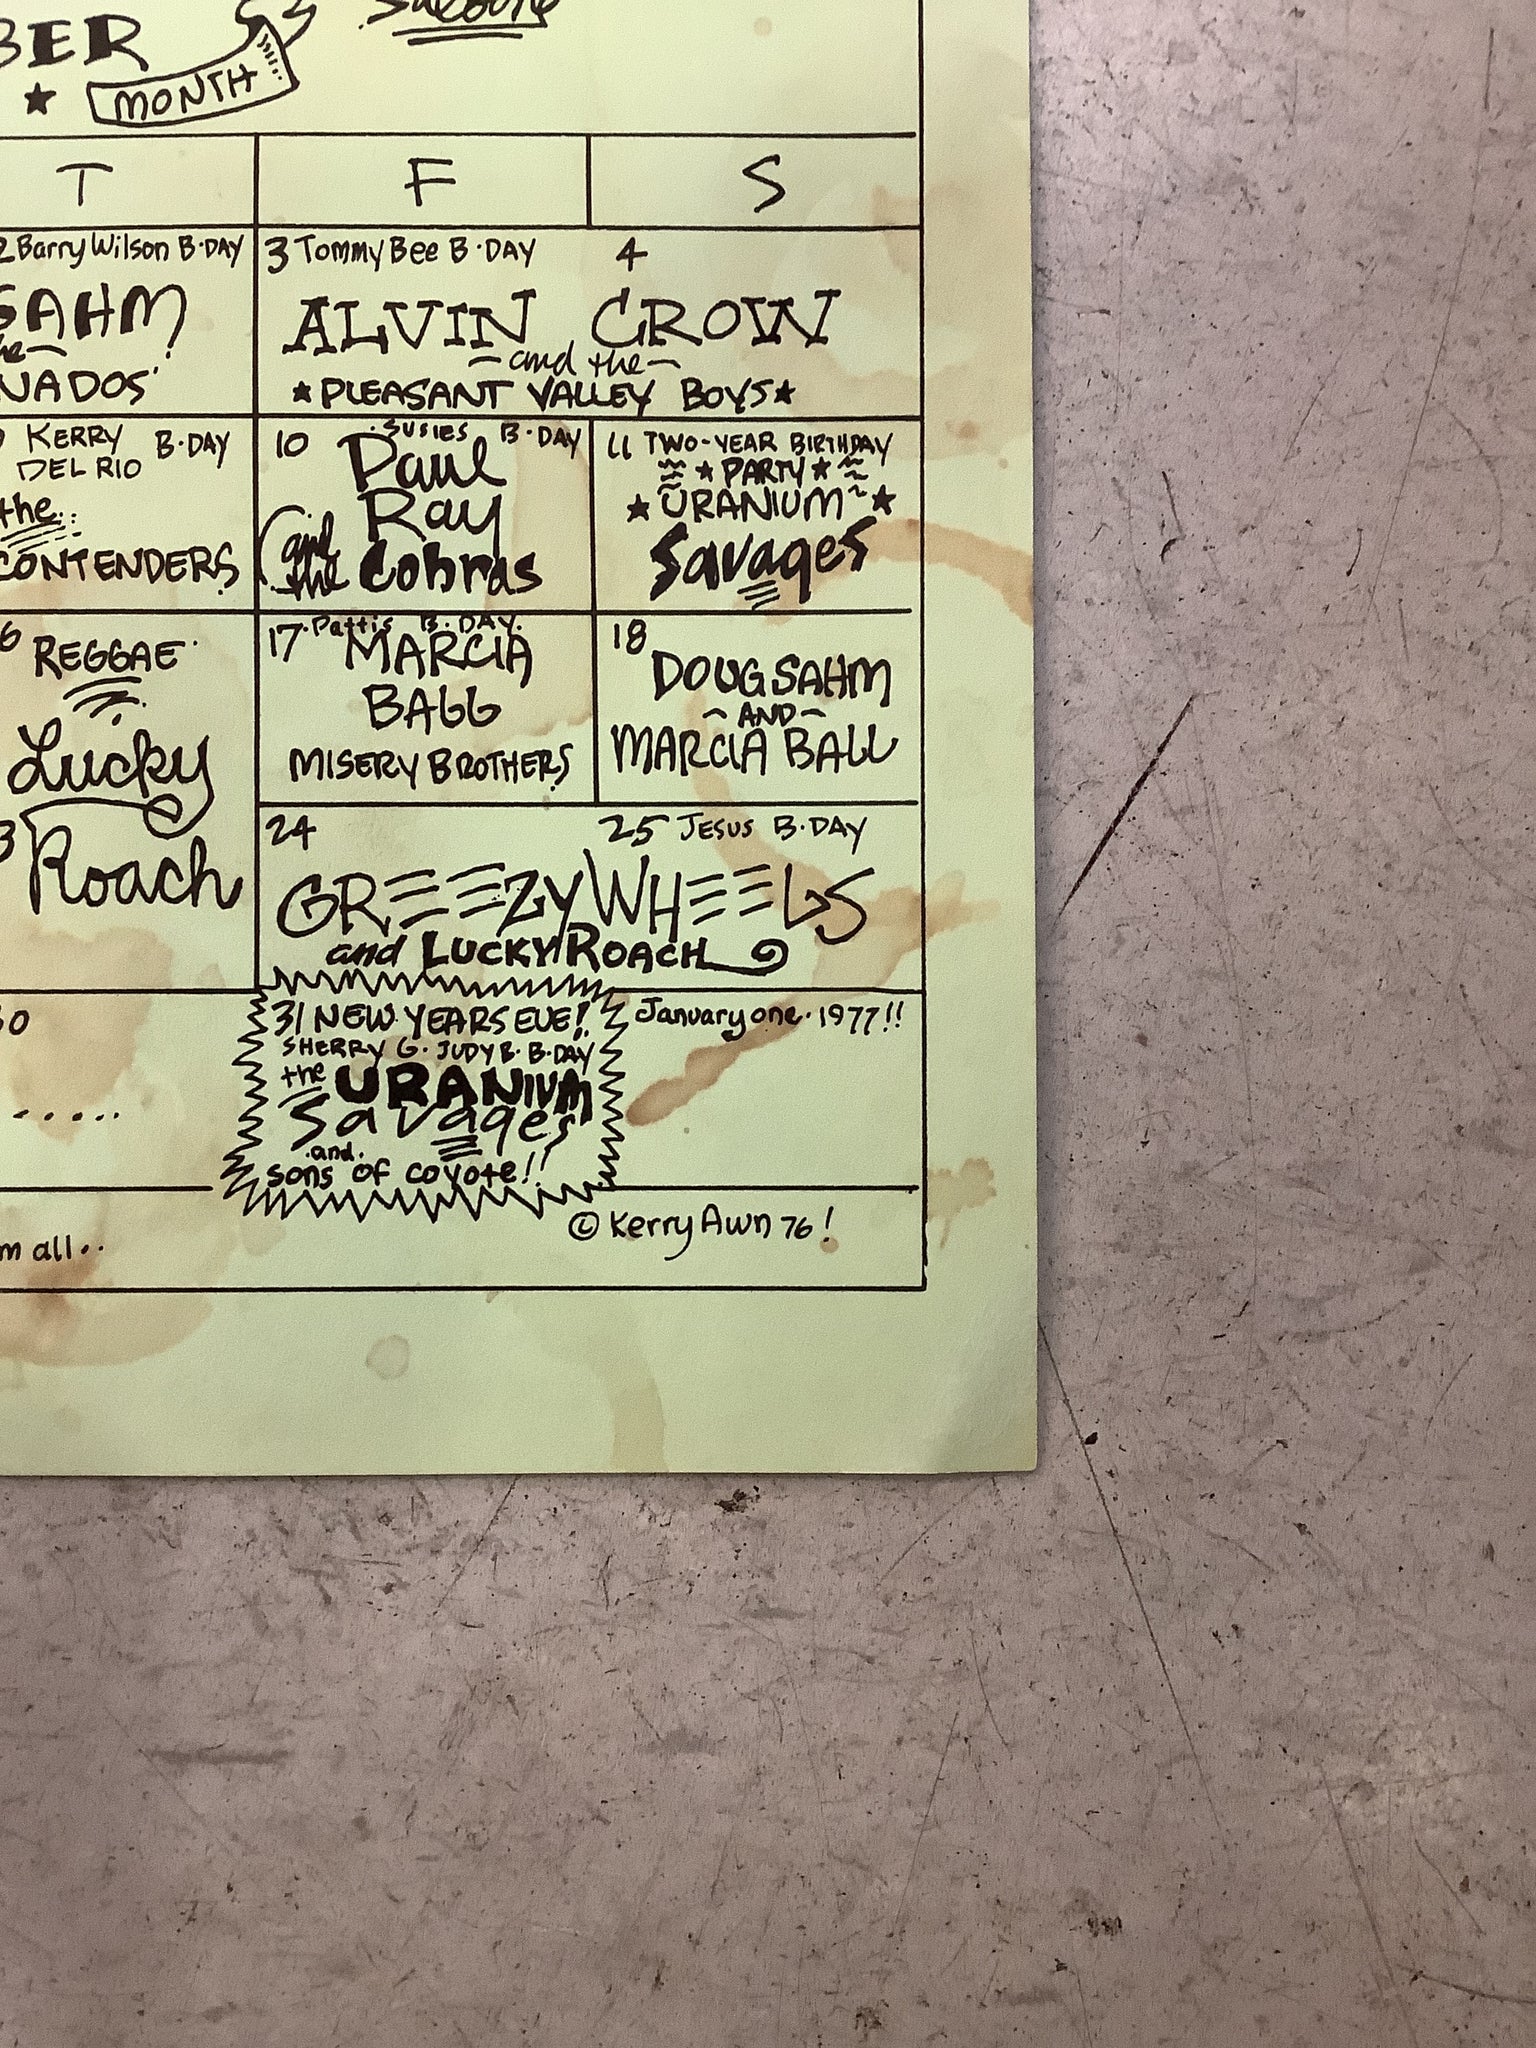 BER
★ MONTH
T F S
2 Barry Wilson B·DAY
SAHM
NADOS
3 Tommy Bee B·DAY 4
ALVIN CROW
and the
★PLEASANT VALLEY BOYS★
KERRY B·DAY
DEL RIO
the
CONTENDERS
10 SUSIES B·DAY
Paul
Ray
and the Cobras
11 TWO-YEAR BIRTHDAY
★PARTY★
★URANIUM★
Savages
6 REGGAE
Lucky
3 Roach
17 Pattis B.DAY.
MARCIA
BALL
MISERY BROTHERS
18
DOUG SAHM
AND
MARCIA BALL
24 25 JESUS B·DAY
GREEZY WHEELS
and LUCKY ROACH
30
.....
31 NEW YEARS EVE!
SHERRY G. JUDY B. B·DAY
the URANIUM
Savages
and.
sons of coyote!!
January one. 1977!!
m all..
© Kerry Awn 76!